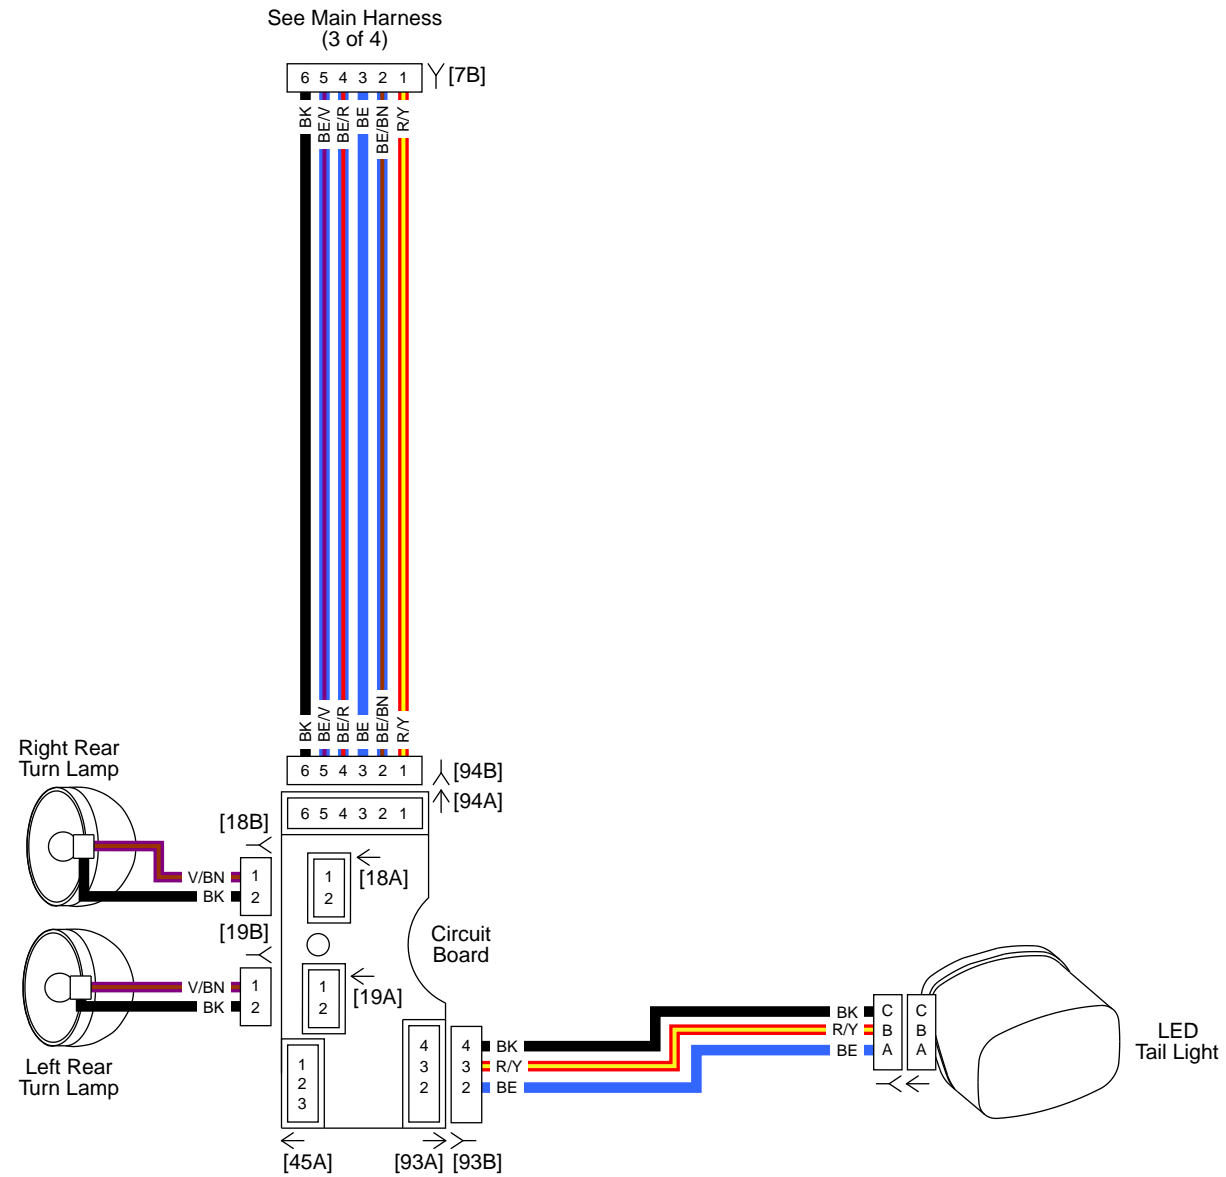 See Main Harness
(3 of 4)
6 5 4 3 2 1
[7B]
BK BE/V BE/R BE BE/BN R/Y
BK BE/V BE/R BE BE/BN R/Y
6 5 4 3 2 1
[94B]
[94A]
6 5 4 3 2 1
Right Rear
Turn Lamp
[18B]
V/BN 1
BK 2
1
2
[18A]
[19B]
V/BN 1
BK 2
1
2
[19A]
Left Rear
Turn Lamp
Circuit
Board
1
2
3
[45A]
4
3
2
[93A]
4 BK
3 R/Y
2 BE
[93B]
BK C C
R/Y B B
BE A A
LED
Tail Light